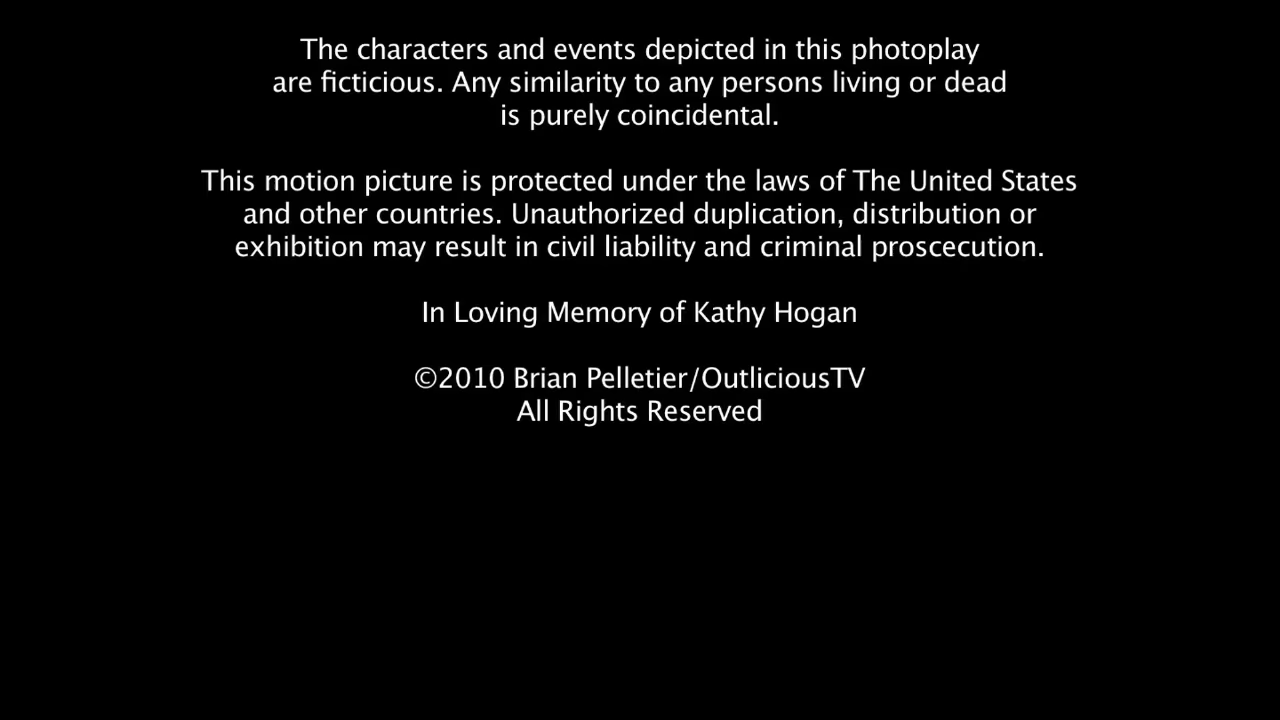 The characters and events depicted in this photoplay
are ficticious. Any similarity to any persons living or dead
is purely coincidental.
This motion picture is protected under the laws of The United States
and other countries. Unauthorized duplication, distribution or
exhibition may result in civil liability and criminal proscecution.
In Loving Memory of Kathy Hogan
©2010 Brian Pelletier/OutliciousTV
All Rights Reserved